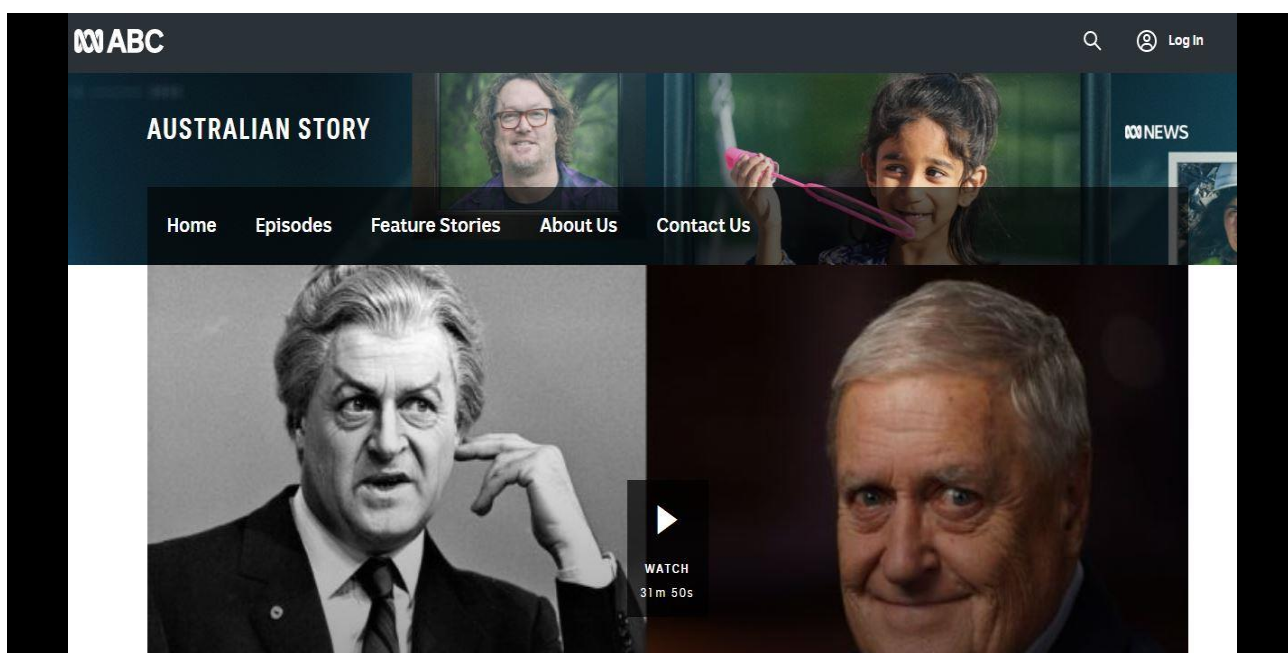 ABC
Log In
AUSTRALIAN STORY
NEWS
Home Episodes Feature Stories About Us Contact Us
WATCH
31m 50s